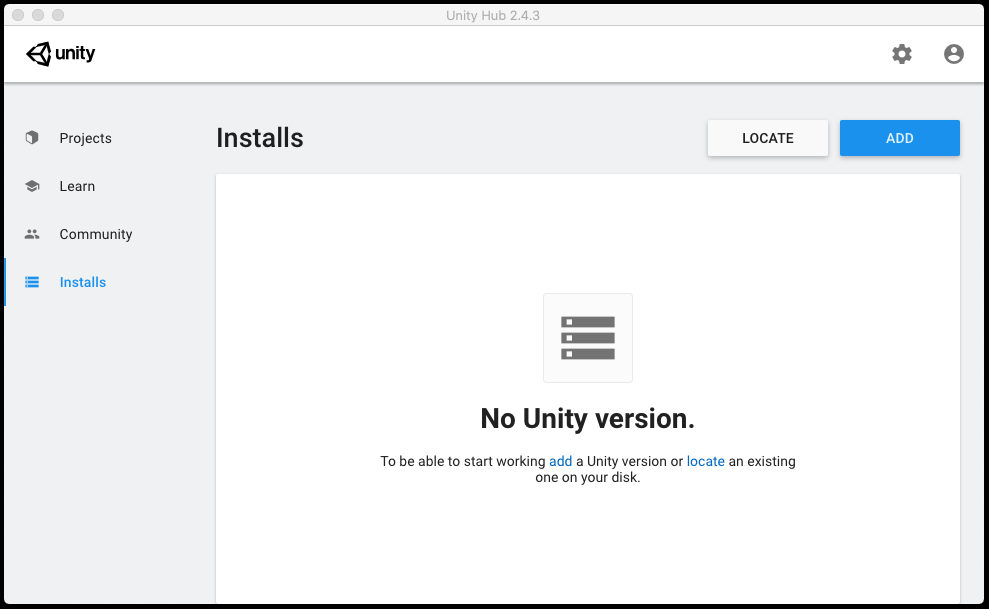 Unity Hub 2.4.3
unity
Projects
Learn
Community
Installs
Installs
LOCATE
ADD
No Unity version.
To be able to start working add a Unity version or locate an existing
one on your disk.